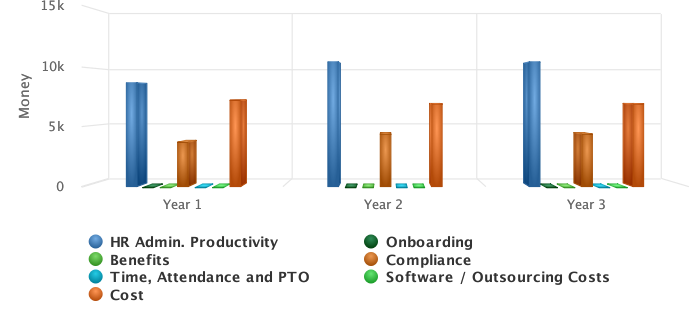 15k
10k
5k
0
Money
Year 1 Year 2 Year 3
HR Admin. Productivity Onboarding
Benefits Compliance
Time, Attendance and PTO Software / Outsourcing Costs
Cost